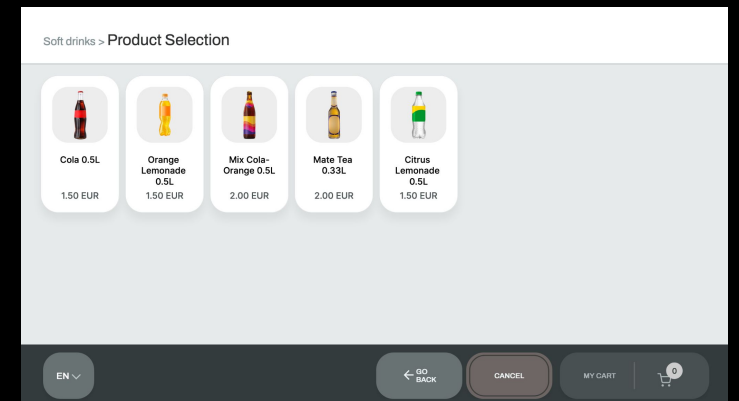 Soft drinks > Product Selection
Cola 0.5L
1.50 EUR
Orange
Lemonade
0.5L
1.50 EUR
Mix Cola-
Orange 0.5L
2.00 EUR
Mate Tea
0.33L
2.00 EUR
Citrus
Lemonade
0.5L
1.50 EUR
EN
GO
BACK
CANCEL
MY CART
0